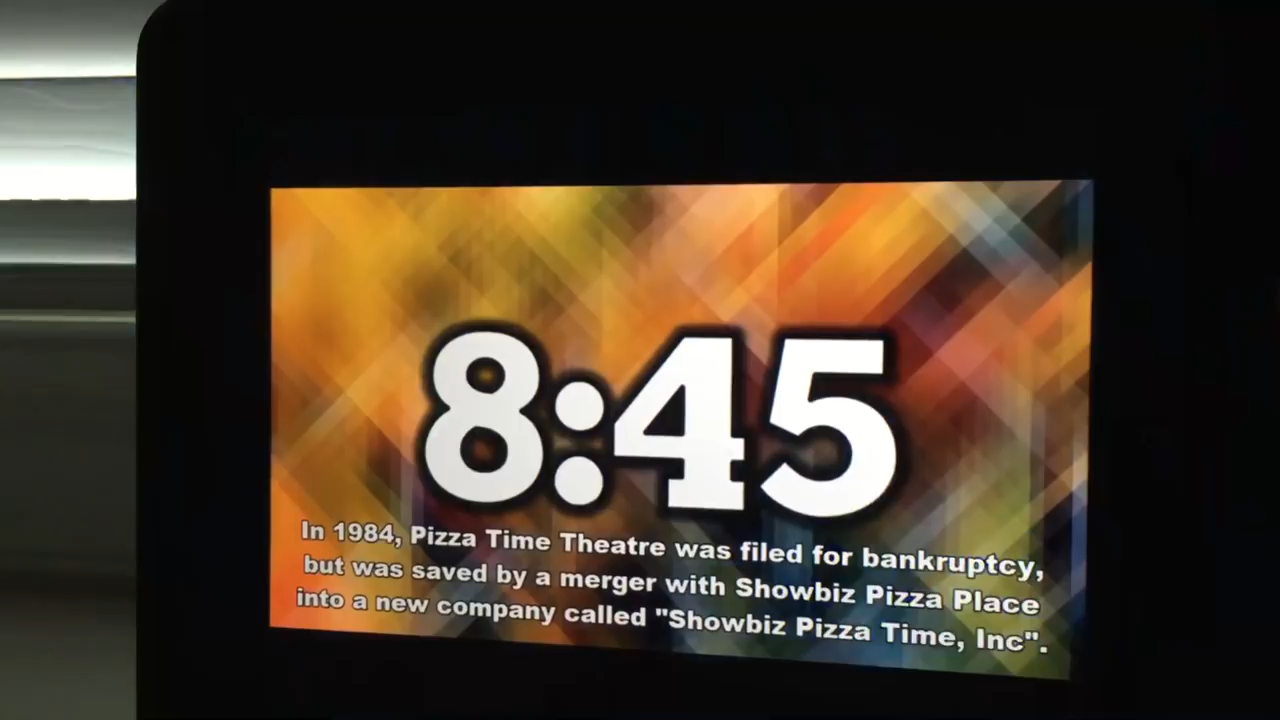 8:45
In 1984, Pizza Time Theatre was filed for bankruptcy,
but was saved by a merger with Showbiz Pizza Place
into a new company called "Showbiz Pizza Time, Inc".